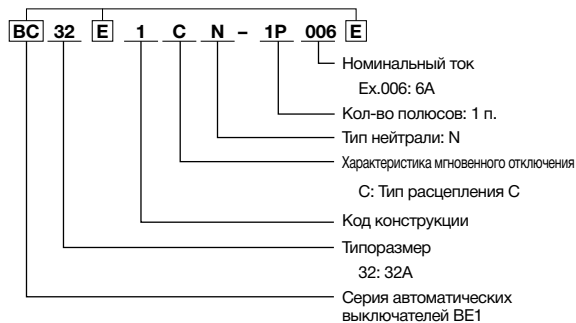 BC 32 E 1 C N – 1P 006 E
Номинальный ток
Ex.006: 6A
Кол-во полюсов: 1 п.
Тип нейтрали: N
Характеристика мгновенного отключения
C: Тип расцепления C
Код конструкции
Типоразмер
32: 32A
Серия автоматических
выключателей BE1